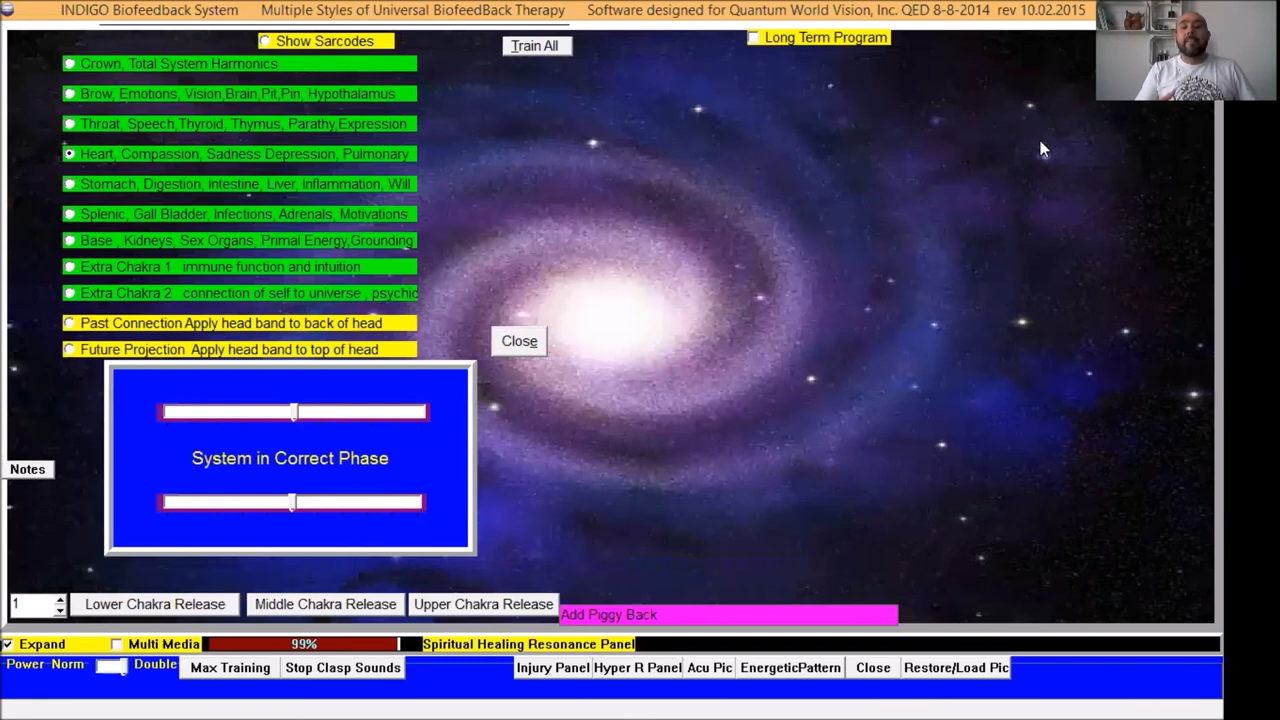 INDIGO Biofeedback System Multiple Styles of Universal BiofeedBack Therapy Software designed for Quantum World Vision, Inc. QED 8-8-2014 rev 10.02.2015
Show Sarcodes
Train All
Long Term Program
Crown, Total System Harmonics
Brow, Emotions, Vision,Brain,Pit,Pin, Hypothalamus
Throat, Speech,Thyroid, Thymus, Parathy,Expression
Heart, Compassion, Sadness Depression, Pulmonary
Stomach, Digestion, Intestine, Liver, Inflammation, Will
Splenic, Gall Bladder, Infections, Adrenals, Motivations
Base , Kidneys, Sex Organs, Primal Energy,Grounding
Extra Chakra 1 immune function and intuition
Extra Chakra 2 connection of self to universe , psychic
Past Connection Apply head band to back of head
Future Projection Apply head band to top of head
Close
System in Correct Phase
Notes
1
Lower Chakra Release
Middle Chakra Release
Upper Chakra Release
Add Piggy Back
Expand
Multi Media
99%
Spiritual Healing Resonance Panel
Power Norm
Double
Max Training
Stop Clasp Sounds
Injury Panel
Hyper R Panel
Acu Pic
EnergeticPattern
Close
Restore/Load Pic